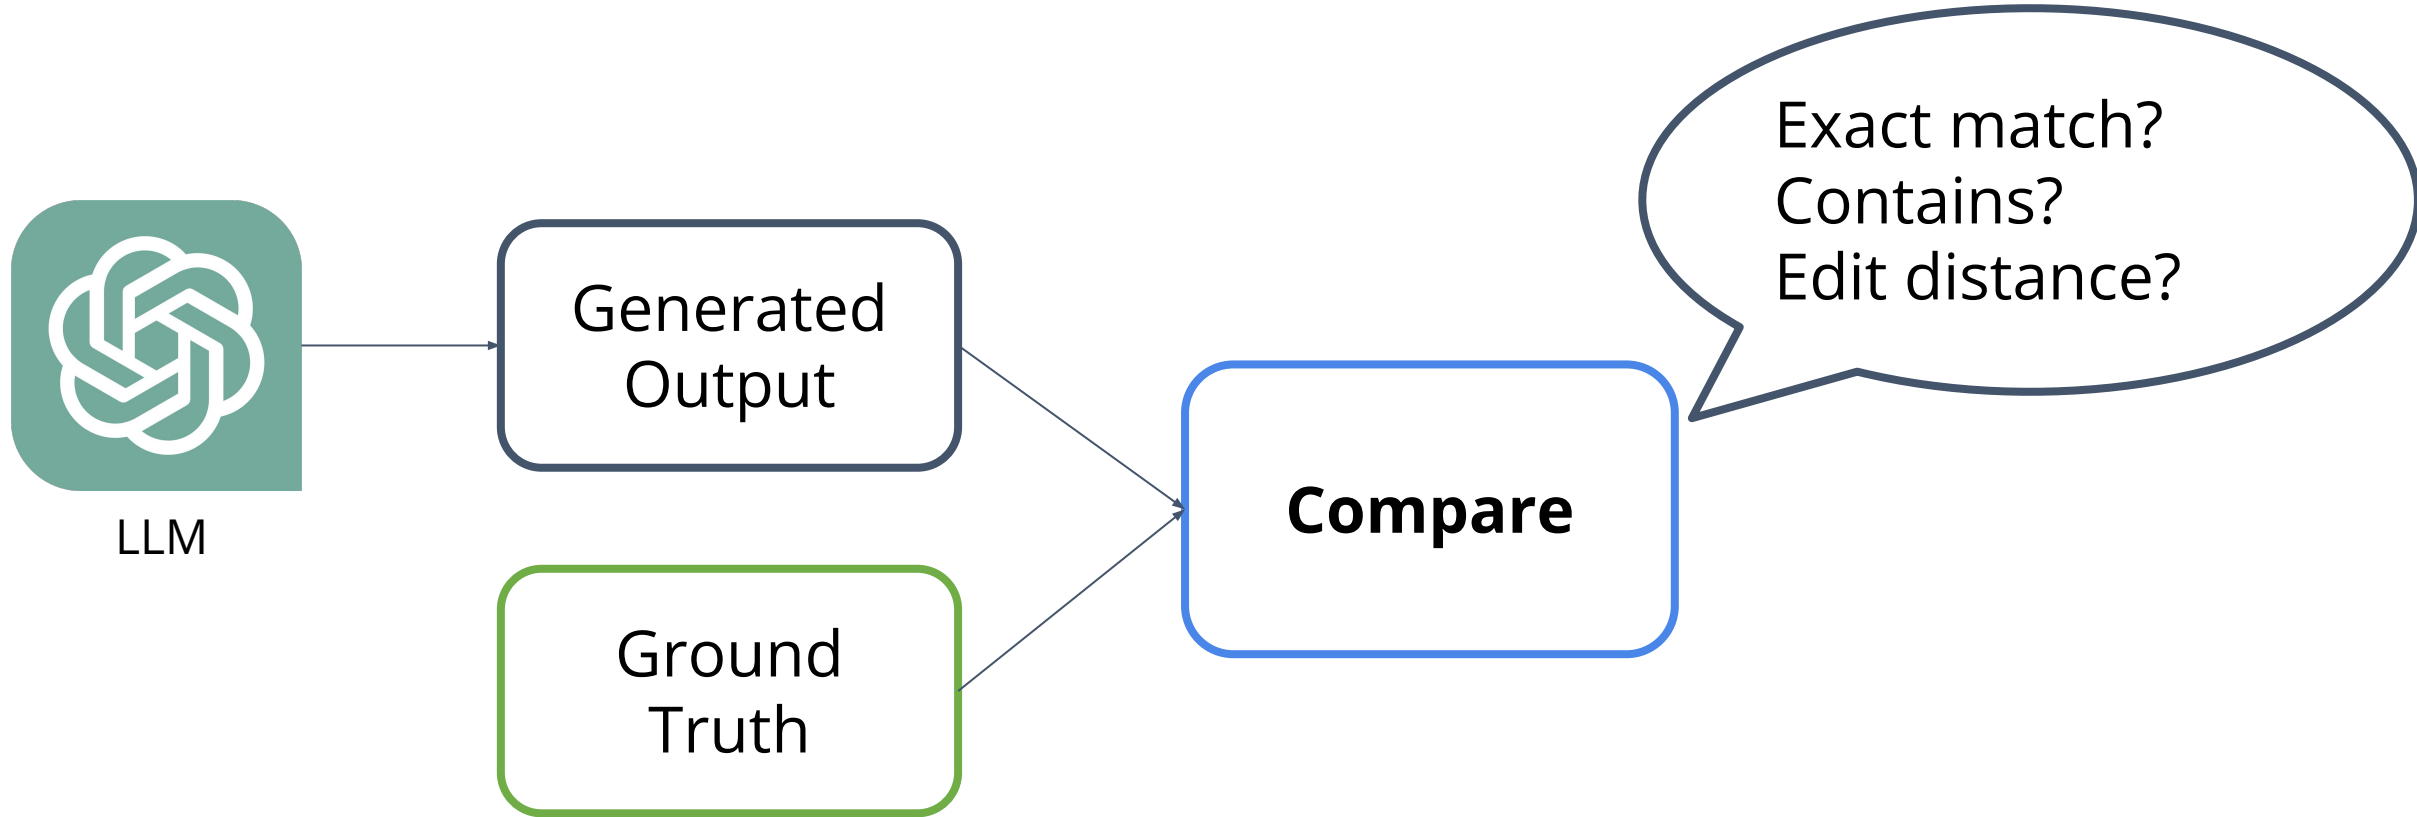 LLM
Generated
Output
Ground
Truth
Compare
Exact match?
Contains?
Edit distance?